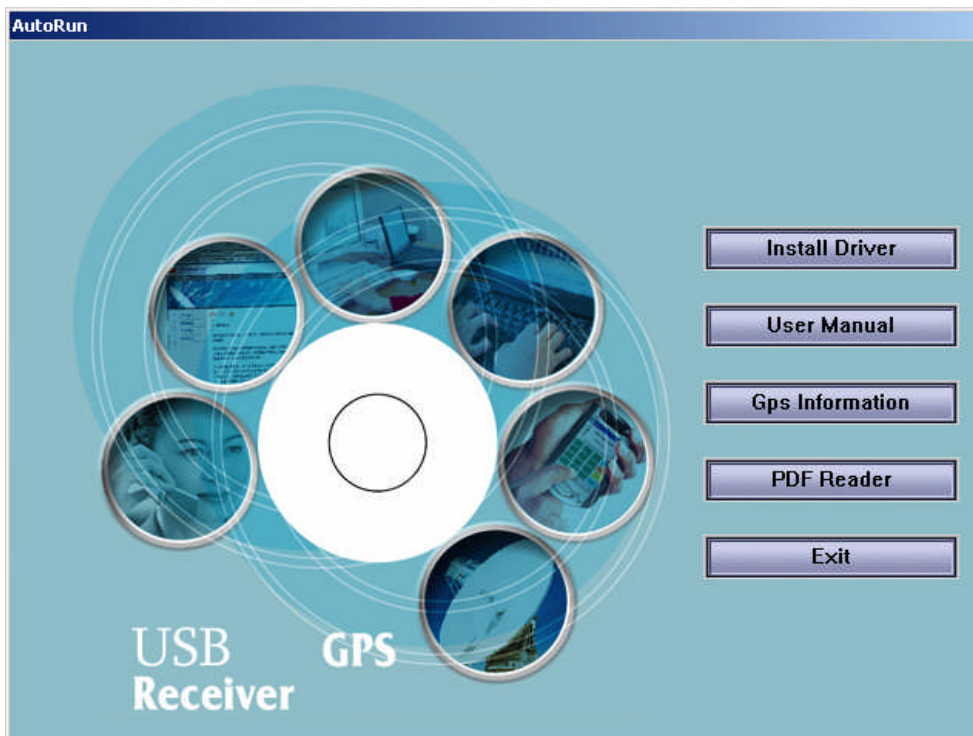 AutoRun
Install Driver
User Manual
Gps Information
PDF Reader
Exit
USB GPS
Receiver